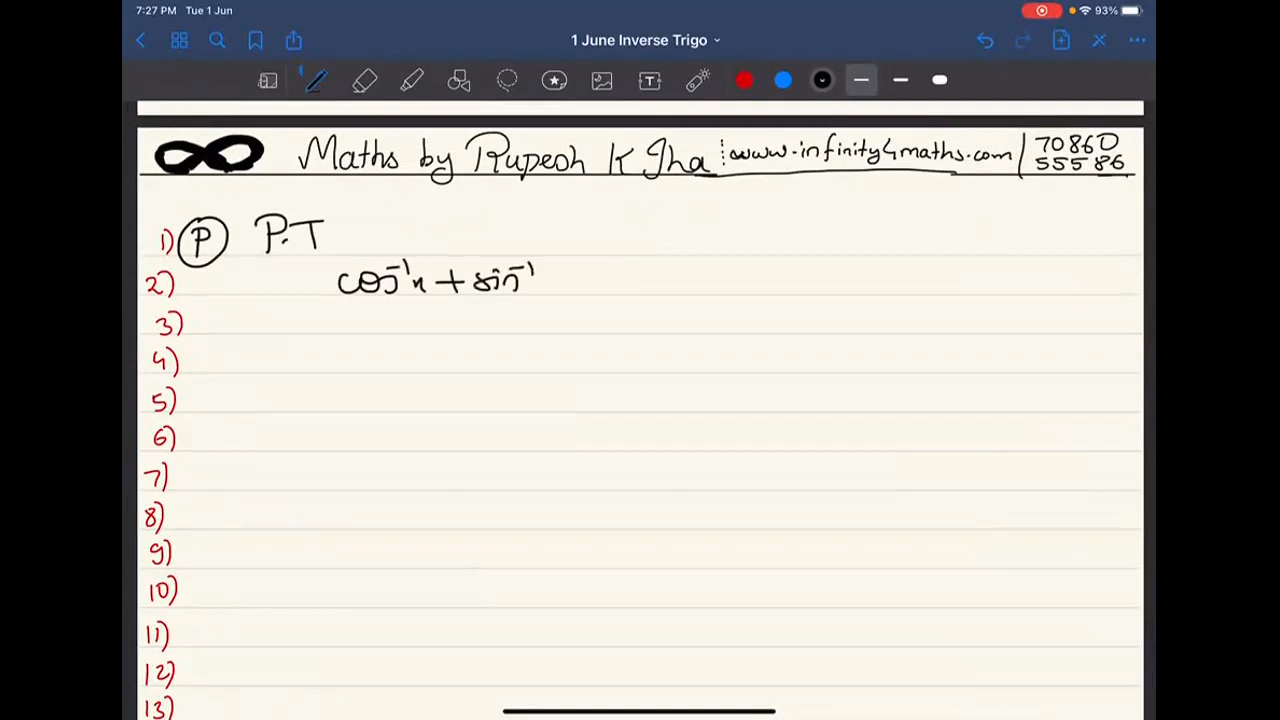 7:27 PM Tue 1 Jun 93%
1 June Inverse Trigo
Maths by Rupesh K Jha www.infinity4maths.com 70860 55586
1) P P.T
2) cos⁻¹x + sin⁻¹
3)
4)
5)
6)
7)
8)
9)
10)
11)
12)
13)